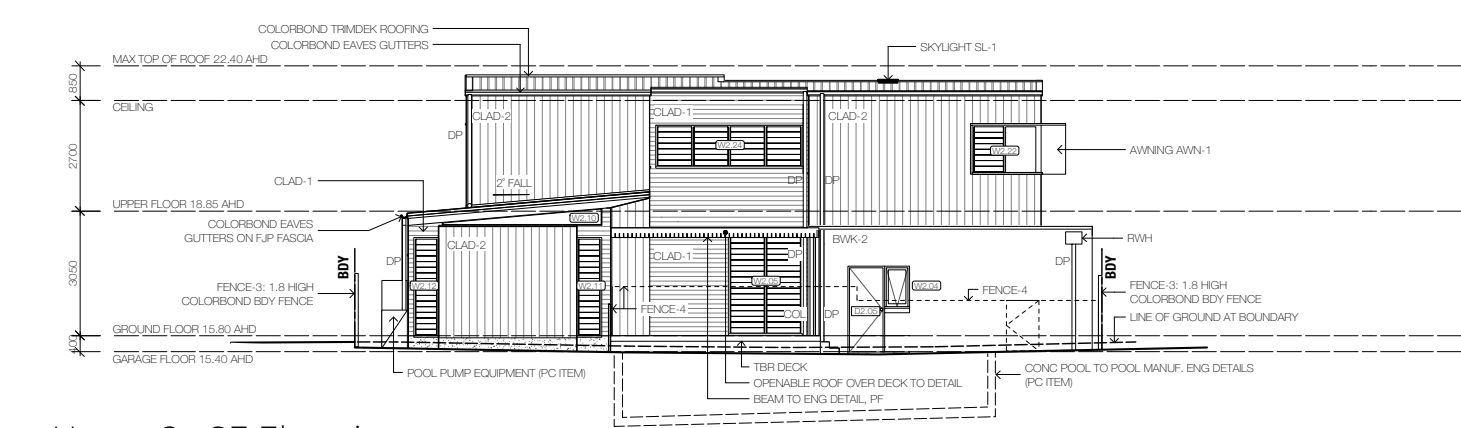 COLORBOND TRIMDEK ROOFING
COLORBOND EAVES GUTTERS
SKYLIGHT SL-1
MAX TOP OF ROOF 22.40 AHD
850
CEILING
CLAD-2
CLAD-1
CLAD-2
DP
W2.24
W2.22
AWNING AWN-1
2700
CLAD-1
2° FALL
DP
DP
UPPER FLOOR 18.85 AHD
W2.10
COLORBOND EAVES
GUTTERS ON FJP FASCIA
CLAD-2
CLAD-1
DP
BWK-2
RWH
BDY
DP
DP
BDY
3050
FENCE-3: 1.8 HIGH
COLORBOND BDY FENCE
W2.12
W2.11
W2.05
W2.04
FENCE-4
FENCE-3: 1.8 HIGH
COLORBOND BDY FENCE
FENCE-4
COL
DP
D2.05
LINE OF GROUND AT BOUNDARY
GROUND FLOOR 15.80 AHD
400
GARAGE FLOOR 15.40 AHD
POOL PUMP EQUIPMENT (PC ITEM)
TBR DECK
OPENABLE ROOF OVER DECK TO DETAIL
BEAM TO ENG DETAIL, PF
CONC POOL TO POOL MANUF. ENG DETAILS
(PC ITEM)